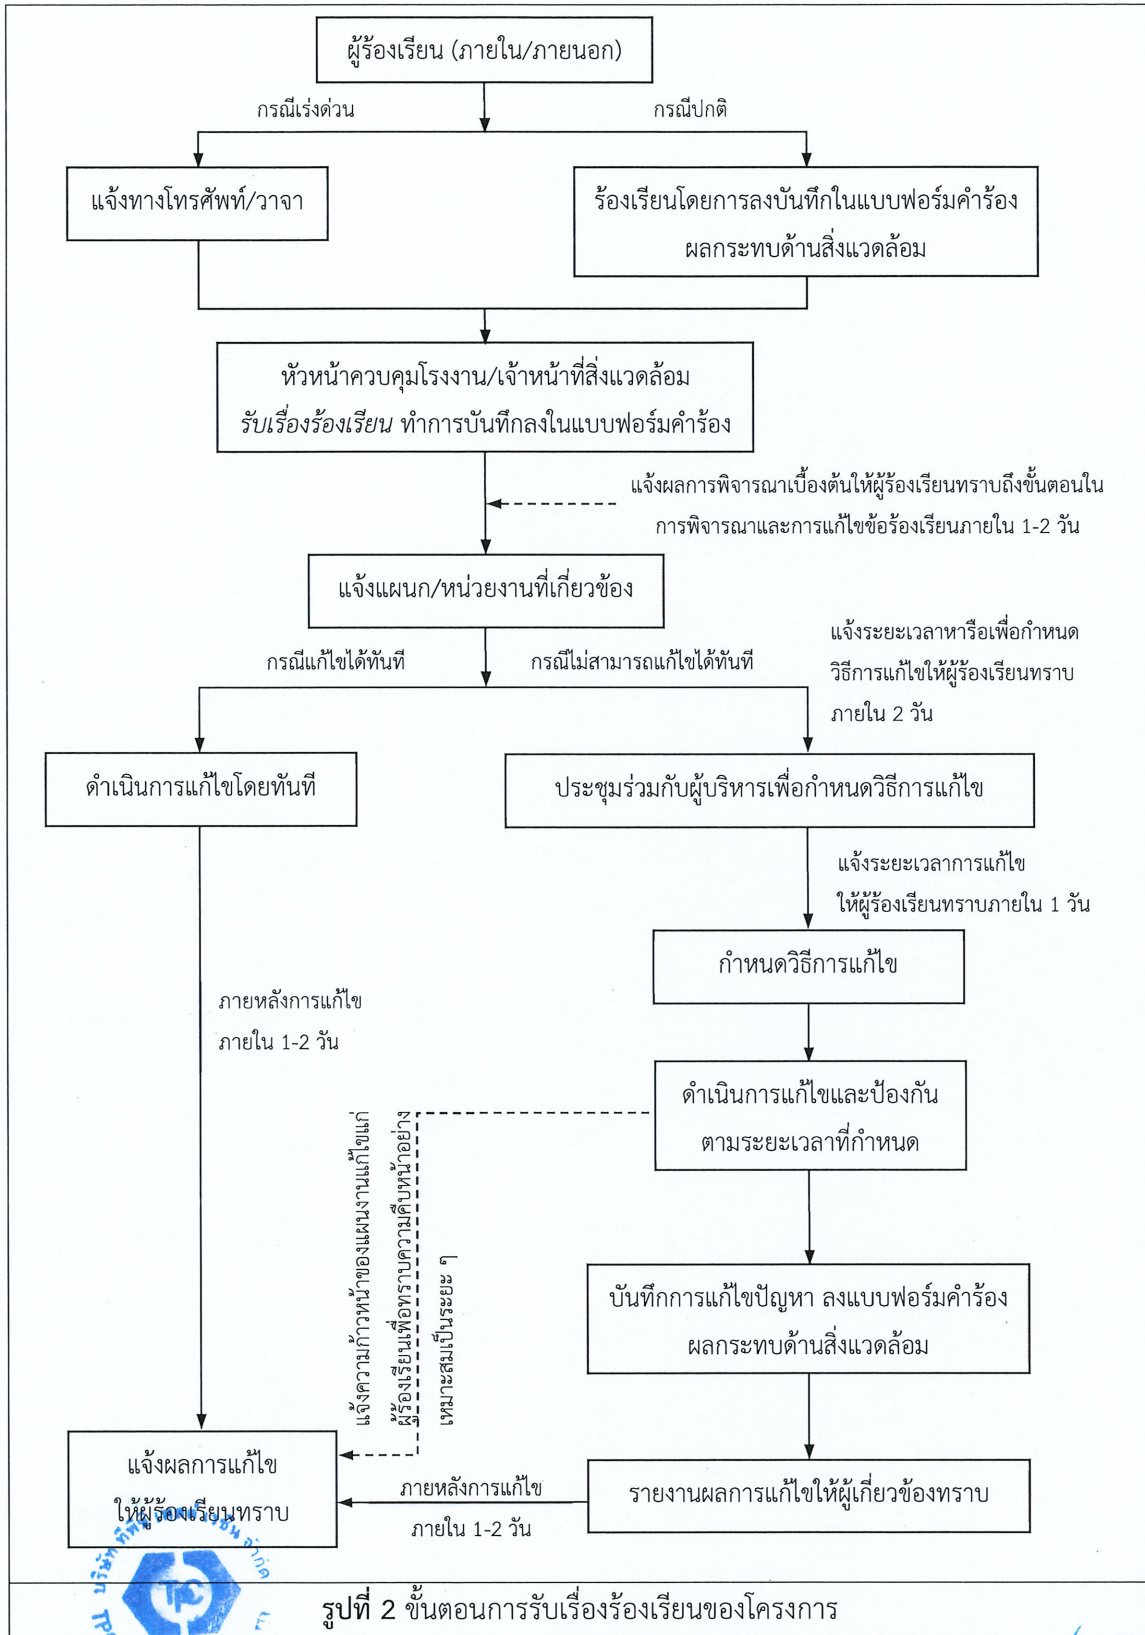 ผู้ร้องเรียน (ภายใน/ภายนอก)
กรณีเร่งด่วน
กรณีปกติ
แจ้งทางโทรศัพท์/วาจา
ร้องเรียนโดยการลงบันทึกในแบบฟอร์มคำร้อง
ผลกระทบด้านสิ่งแวดล้อม
หัวหน้าควบคุมโรงงาน/เจ้าหน้าที่สิ่งแวดล้อม
รับเรื่องร้องเรียน ทำการบันทึกลงในแบบฟอร์มคำร้อง
แจ้งผลการพิจารณาเบื้องต้นให้ผู้ร้องเรียนทราบถึงขั้นตอนใน
การพิจารณาและการแก้ไขข้อร้องเรียนภายใน 1-2 วัน
แจ้งแผนก/หน่วยงานที่เกี่ยวข้อง
กรณีแก้ไขได้ทันที
กรณีไม่สามารถแก้ไขได้ทันที
แจ้งระยะเวลาหารือเพื่อกำหนด
วิธีการแก้ไขให้ผู้ร้องเรียนทราบ
ภายใน 2 วัน
ดำเนินการแก้ไขโดยทันที
ประชุมร่วมกับผู้บริหารเพื่อกำหนดวิธีการแก้ไข
แจ้งระยะเวลาการแก้ไข
ให้ผู้ร้องเรียนทราบภายใน 1 วัน
กำหนดวิธีการแก้ไข
ภายหลังการแก้ไข
ภายใน 1-2 วัน
ดำเนินการแก้ไขและป้องกัน
ตามระยะเวลาที่กำหนด
แจ้งความก้าวหน้าของแผนงานแก้ไขแก่
ผู้ร้องเรียนเพื่อทราบความคืบหน้าอย่าง
เหมาะสมเป็นระยะ ๆ
บันทึกการแก้ไขปัญหา ลงแบบฟอร์มคำร้อง
ผลกระทบด้านสิ่งแวดล้อม
แจ้งผลการแก้ไข
ให้ผู้ร้องเรียนทราบ
ภายหลังการแก้ไข
ภายใน 1-2 วัน
รายงานผลการแก้ไขให้ผู้เกี่ยวข้องทราบ
บริษัท
จำกัด
รูปที่ 2 ขั้นตอนการรับเรื่องร้องเรียนของโครงการ